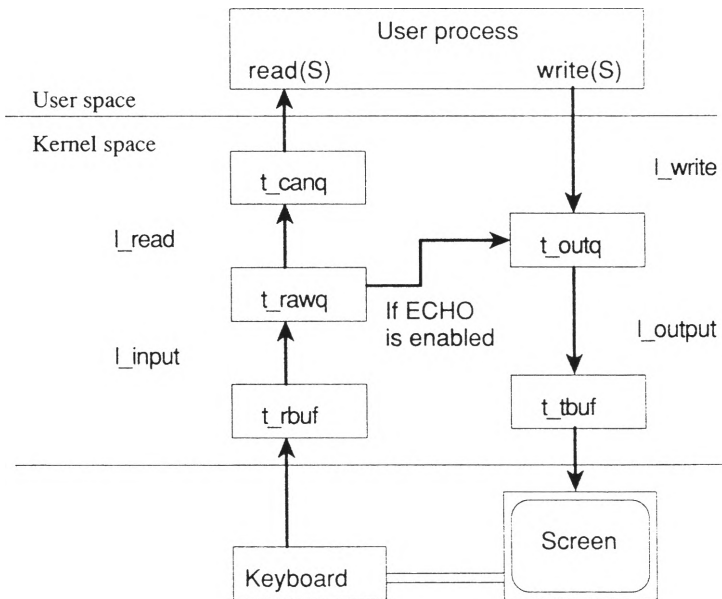 User process
read(S) write(S)
User space
Kernel space
t_canq
l_write
l_read
t_outq
t_rawq
If ECHO
is enabled
l_input
l_output
t_rbuf
t_tbuf
Screen
Keyboard